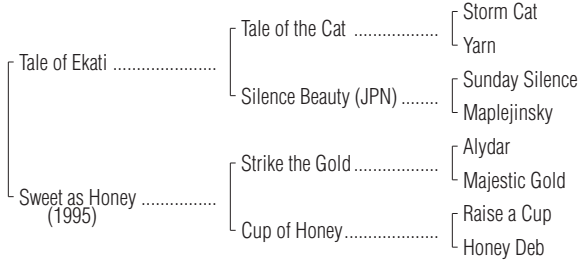 Storm Cat
Tale of the Cat ..................
Yarn
Tale of Ekati ......................
Sunday Silence
Silence Beauty (JPN) ........
Maplejinsky
Alydar
Strike the Gold ..................
Majestic Gold
Sweet as Honey ................
(1995)
Raise a Cup
Cup of Honey....................
Honey Deb